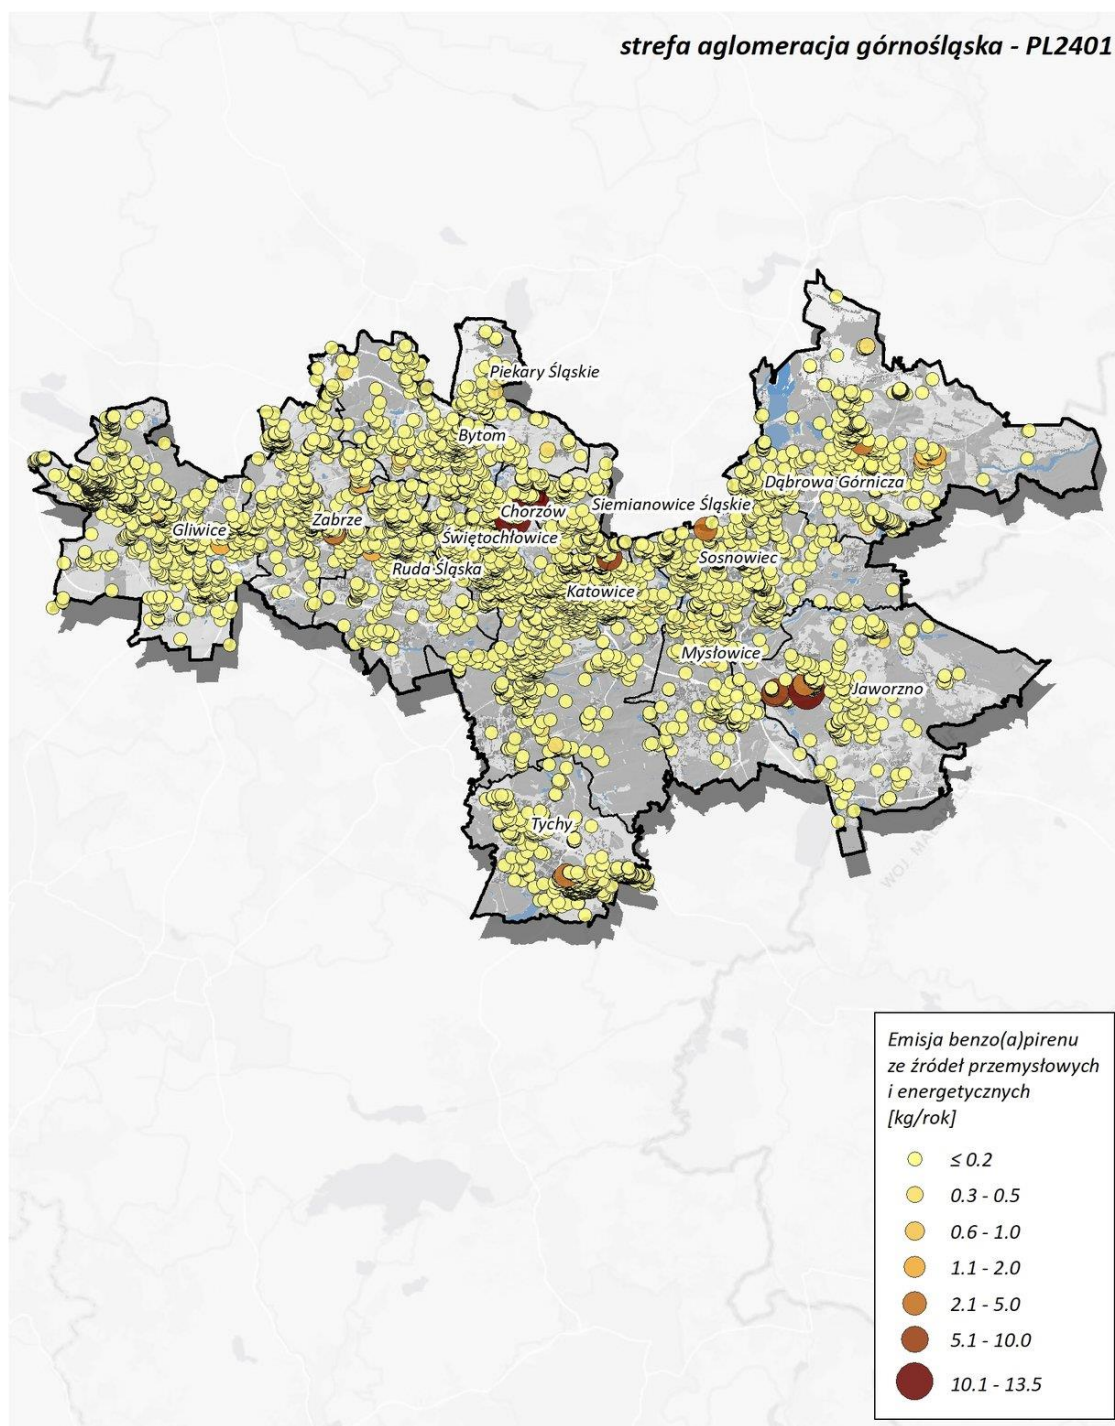 strefa aglomeracja górnośląska - PL2401
Piekary Śląskie
Bytom
Dąbrowa Górnicza
Siemianowice Śląskie
Chorzów
Zabrze
Gliwice
Świętochłowice
Sosnowiec
Ruda Śląska
Katowice
Mysłowice
Jaworzno
Tychy
Emisja benzo(a)pirenu
ze źródeł przemysłowych
i energetycznych
[kg/rok]
≤ 0.2
0.3 - 0.5
0.6 - 1.0
1.1 - 2.0
2.1 - 5.0
5.1 - 10.0
10.1 - 13.5